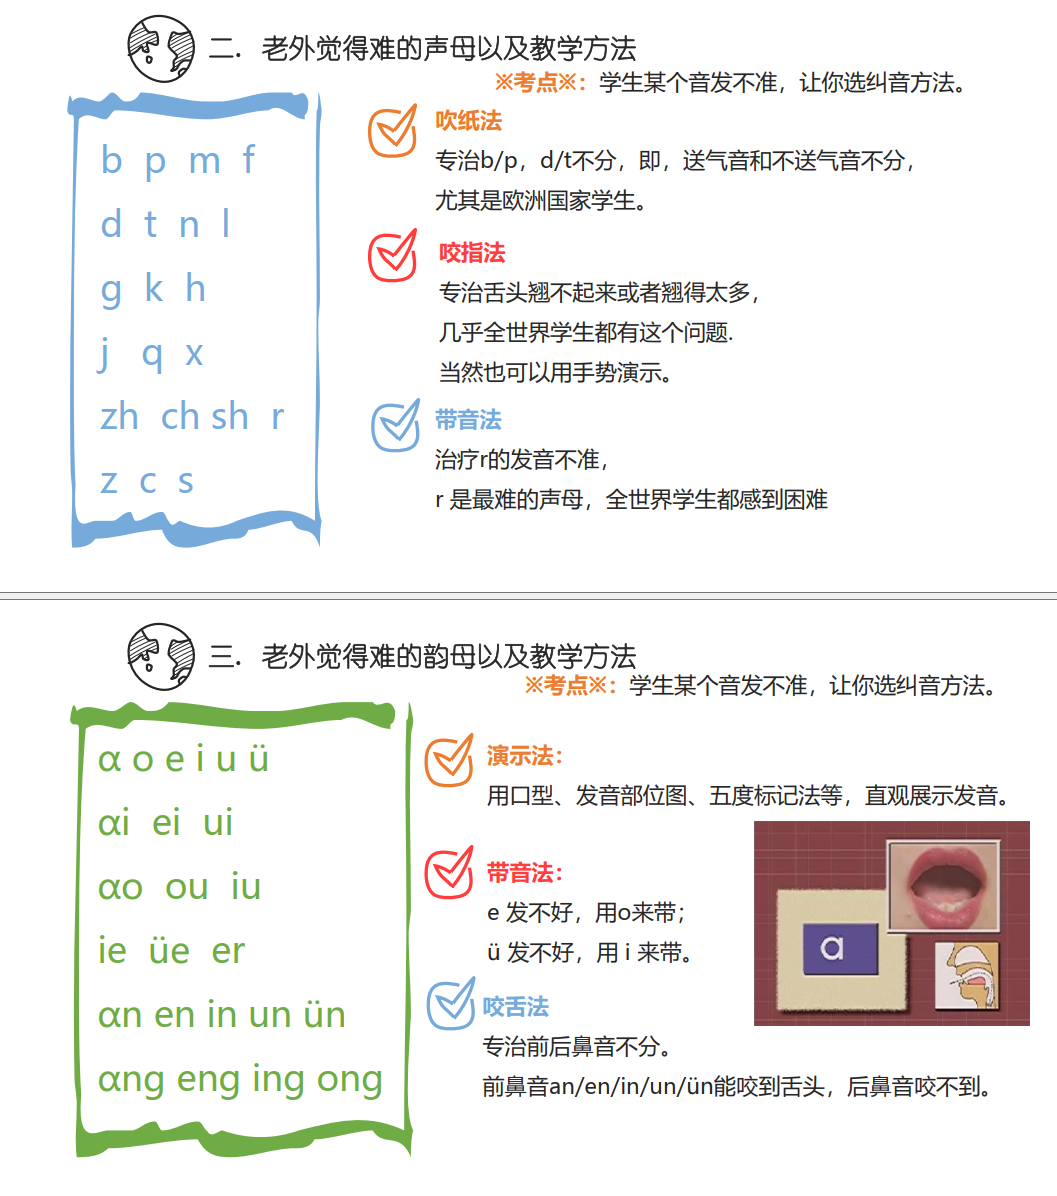 二. 老外觉得难的声母以及教学方法
※考点※：学生某个音发不准，让你选纠音方法。
b p m f
d t n l
g k h
j q x
zh ch sh r
z c s
吹纸法
专治b/p，d/t不分，即，送气音和不送气音不分，
尤其是欧洲国家学生。
咬指法
专治舌头翘不起来或者翘得太多，
几乎全世界学生都有这个问题.
当然也可以用手势演示。
带音法
治疗r的发音不准，
r 是最难的声母，全世界学生都感到困难
三. 老外觉得难的韵母以及教学方法
※考点※：学生某个音发不准，让你选纠音方法。
ɑ o e i u ü
ɑi ei ui
ɑo ou iu
ie üe er
ɑn en in un ün
ɑng eng ing ong
演示法：
用口型、发音部位图、五度标记法等，直观展示发音。
带音法：
e 发不好，用o来带；
ü 发不好，用 i 来带。
ɑ
咬舌法
专治前后鼻音不分。
前鼻音an/en/in/un/ün能咬到舌头，后鼻音咬不到。